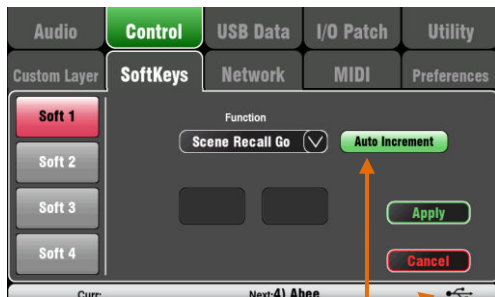 Audio Control USB Data I/O Patch Utility
Custom Layer SoftKeys Network MIDI Preferences
Soft 1
Function
Scene Recall Go Auto Increment
Soft 2
Soft 3 Apply
Soft 4 Cancel
Curr: Next:4) Abee